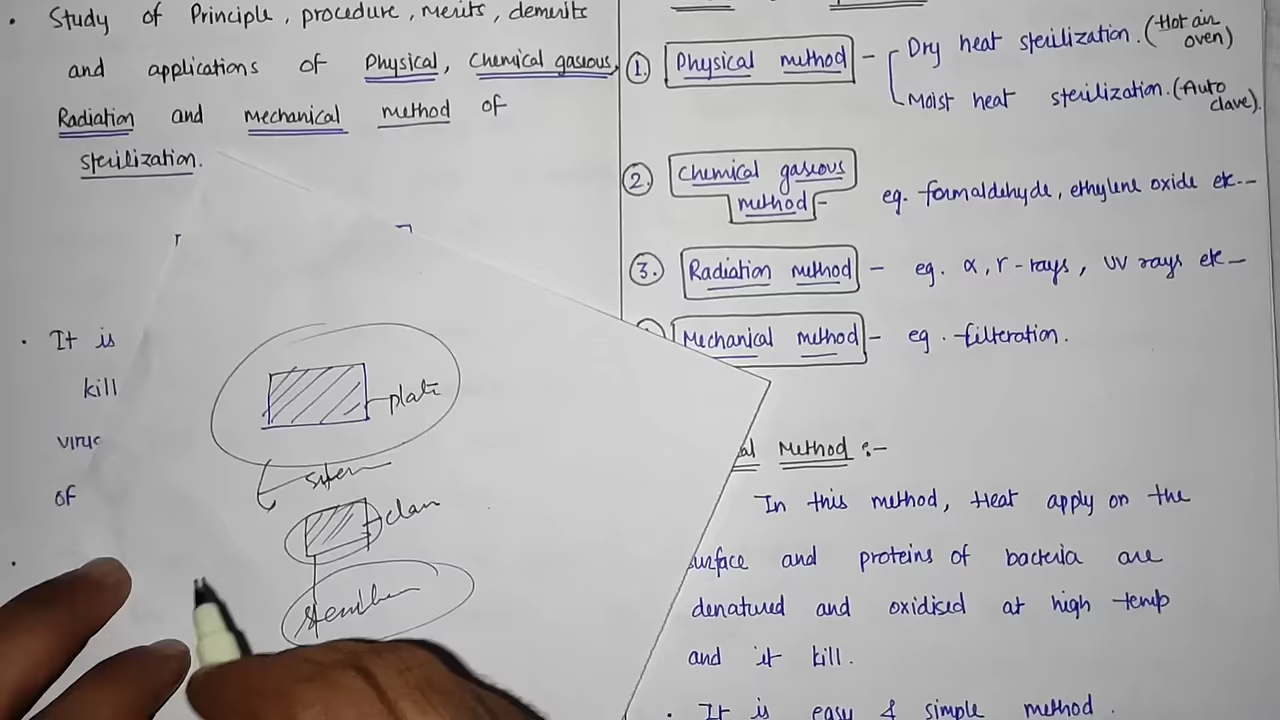 • Study of Principle, procedure, merits, demerits
and applications of Physical, Chemical gaseous,
Radiation and Mechanical method of
sterilization.
• It is
kill
of
plate
① Physical method - Dry heat sterilization. (Hot air oven)
Moist heat sterilization. (Auto clave).
② Chemical gaseous
method - eg. formaldehyde, ethylene oxide etc--
③ Radiation method - eg. α, r-rays, UV rays etc-
Mechanical method - eg. filteration.
al Method :-
In this method, Heat apply on the
urface and proteins of bacteria are
denatured and oxidised at high temp
and it kill.
• It is easy & simple method.